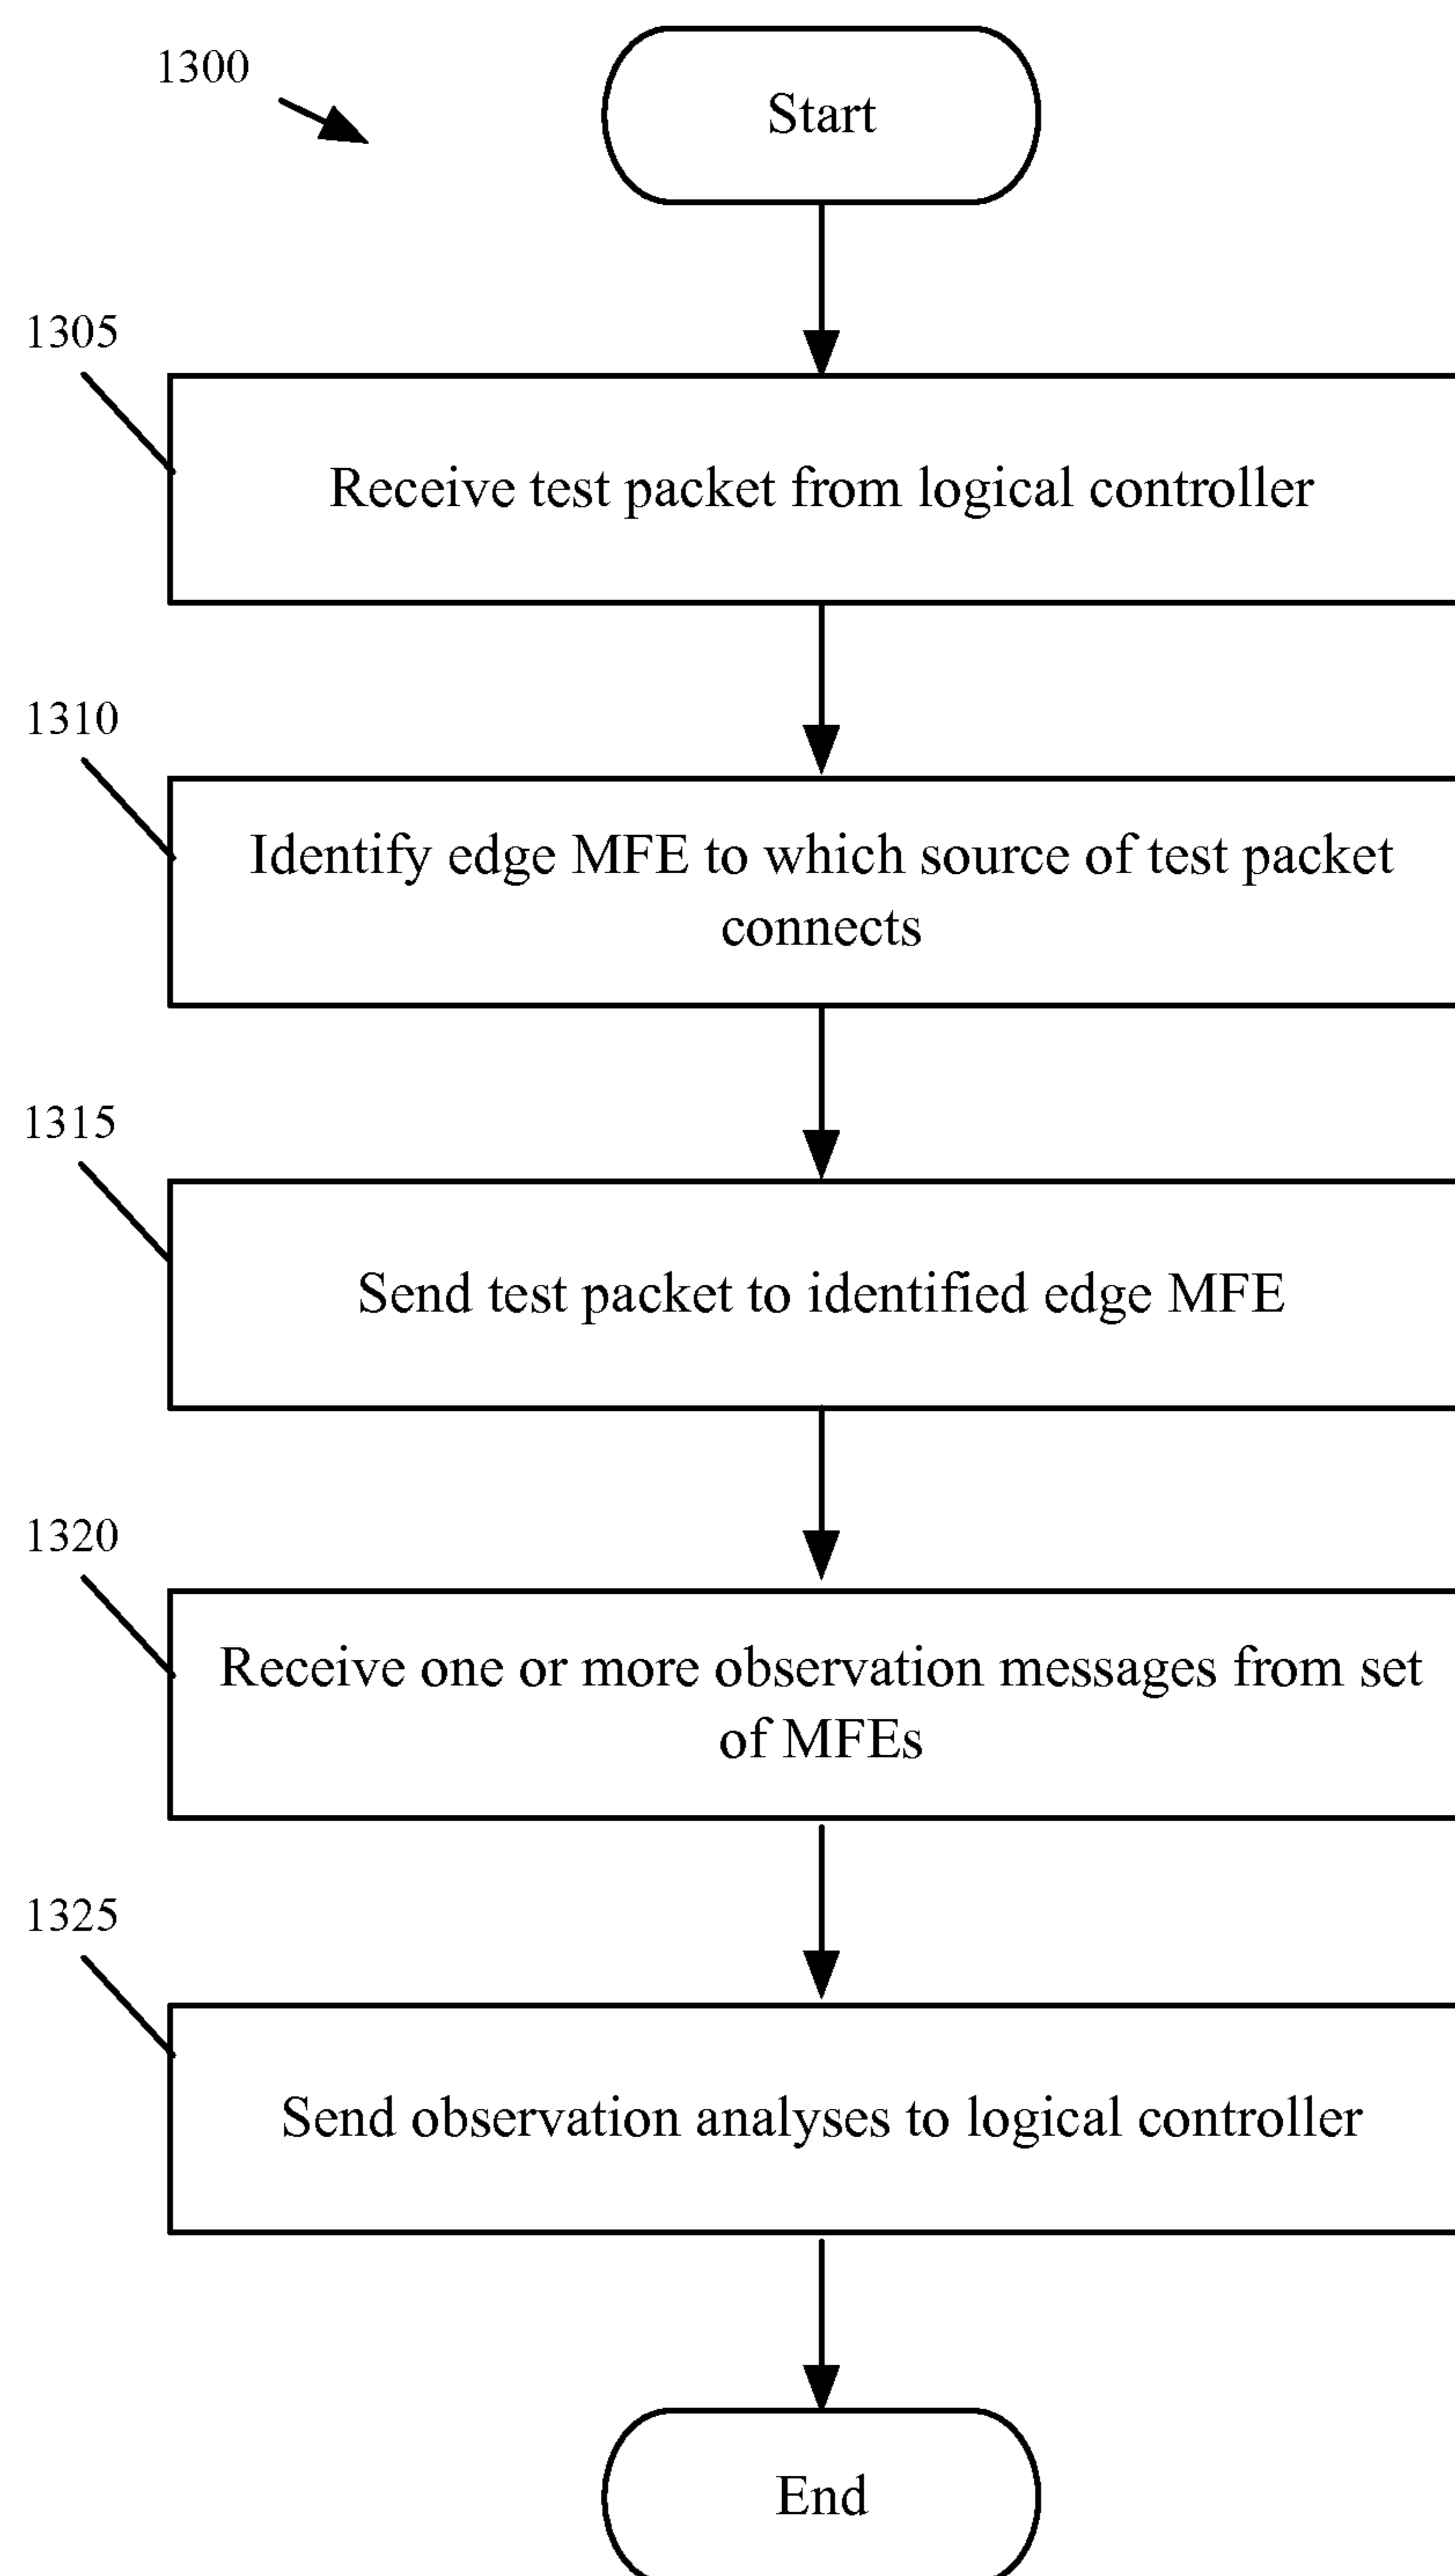 1300
Start
1305
Receive test packet from logical controller
1310
Identify edge MFE to which source of test packet
connects
1315
Send test packet to identified edge MFE
1320
Receive one or more observation messages from set
of MFEs
1325
Send observation analyses to logical controller
End